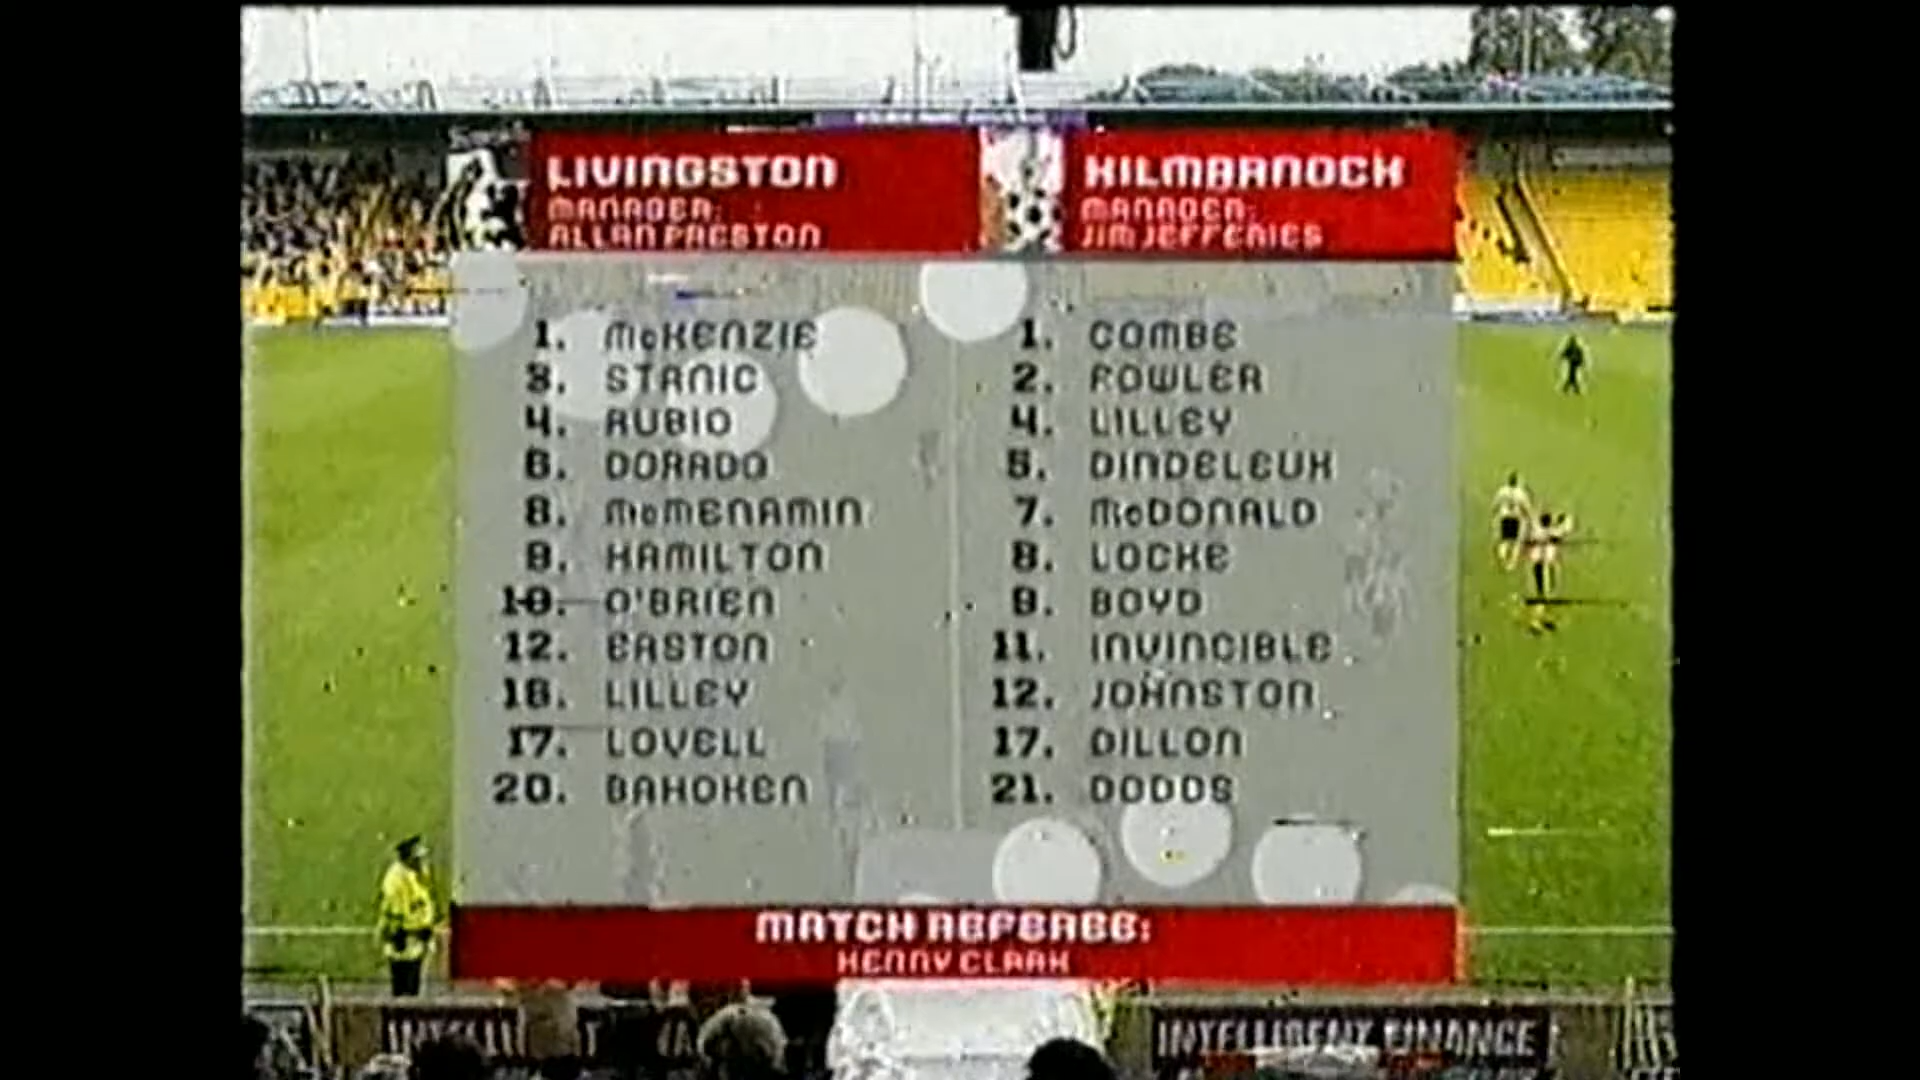 LIVINGSTON
MANAGER:
ALLAN PRESTON
KILMARNOCK
MANAGER:
JIM JEFFERIES
1. McKENZIE
3. STANIC
4. RUBIO
6. DORADO
8. McMENAMIN
9. HAMILTON
10. O'BRIEN
12. EASTON
16. LILLEY
17. LOVELL
20. BAHOKEN
1. COMBE
2. FOWLER
4. LILLEY
5. DINDELEUX
7. McDONALD
8. LOCKE
9. BOYD
11. INVINCIBLE
12. JOHNSTON
17. DILLON
21. DODDS
MATCH REFEREE:
KENNY CLARK
INTELLIGENT FINANCE